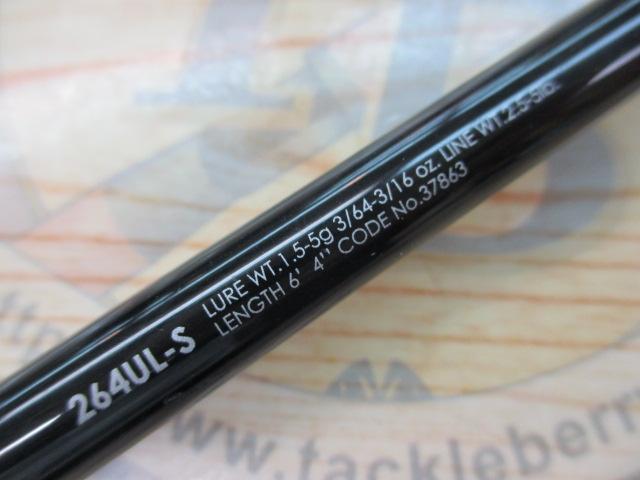 264UL-S
LURE WT.1.5-5g 3/64-3/16 oz. LINE WT.2.5-5lb.
LENGTH 6' 4'' CODE No.37863
www.tackleberry